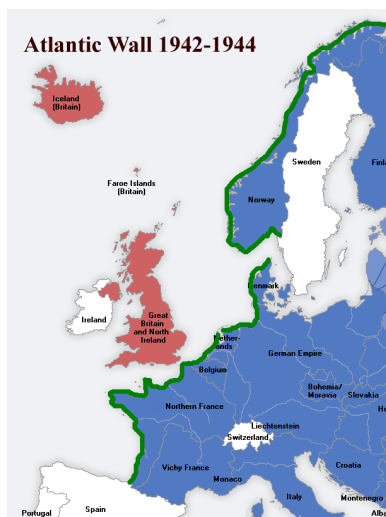 Atlantic Wall 1942-1944
Iceland
(Britain)
Faroe Islands
(Britain)
Sweden
Norway
Denmark
Ireland
Great
Britain
and North
Ireland
Nether-
lands
German Empire
Belgium
Bohemia/
Moravia
Slovakia
Northern France
Liechtenstein
Switzerland
Vichy France
Croatia
Monaco
Italy
Montenegro
Spain
Portugal